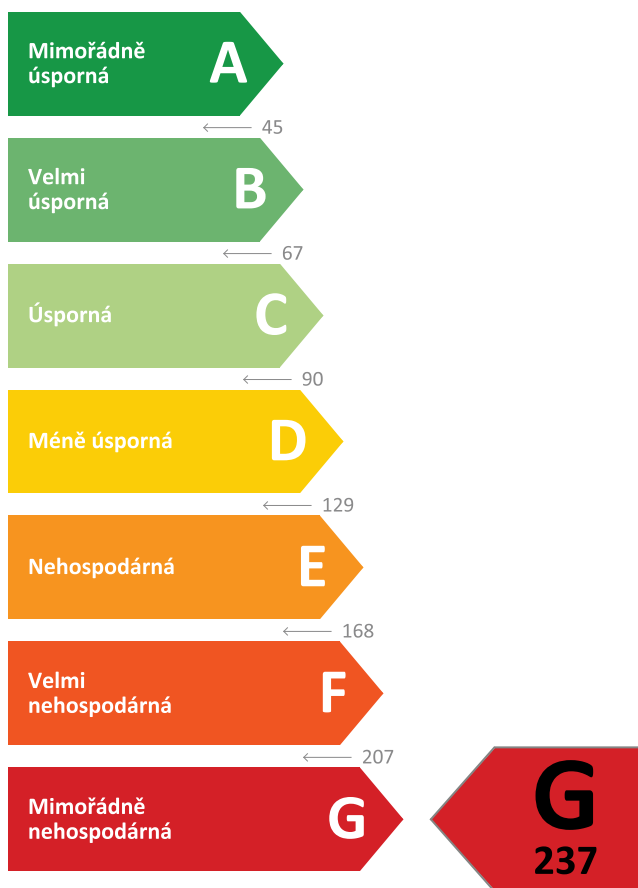 Mimořádně
úsporná
A
45
Velmi
úsporná
B
67
Úsporná
C
90
Méně úsporná
D
129
Nehospodárná
E
168
Velmi
nehospodárná
F
207
Mimořádně
nehospodárná
G
G
237